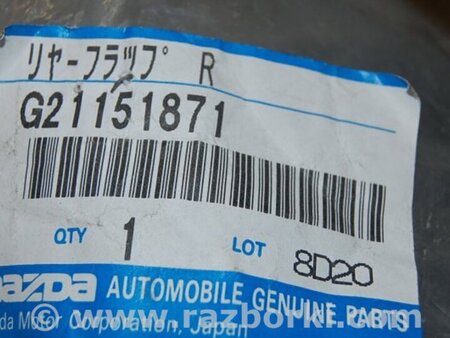 リヤーフラップ R
G21151871
QTY 1 LOT 8D20
mazda AUTOMOBILE GENUINE PARTS
da Motor Corporation, Japan
© www.razborki.com